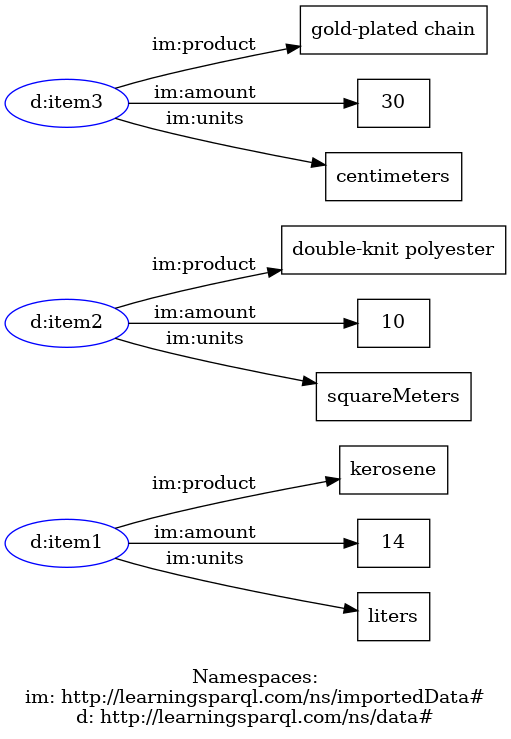 im:product
gold-plated chain
d:item3
im:amount
30
im:units
centimeters
im:product
double-knit polyester
d:item2
im:amount
10
im:units
squareMeters
im:product
kerosene
d:item1
im:amount
14
im:units
liters
Namespaces:
im: http://learningsparql.com/ns/importedData#
d: http://learningsparql.com/ns/data#